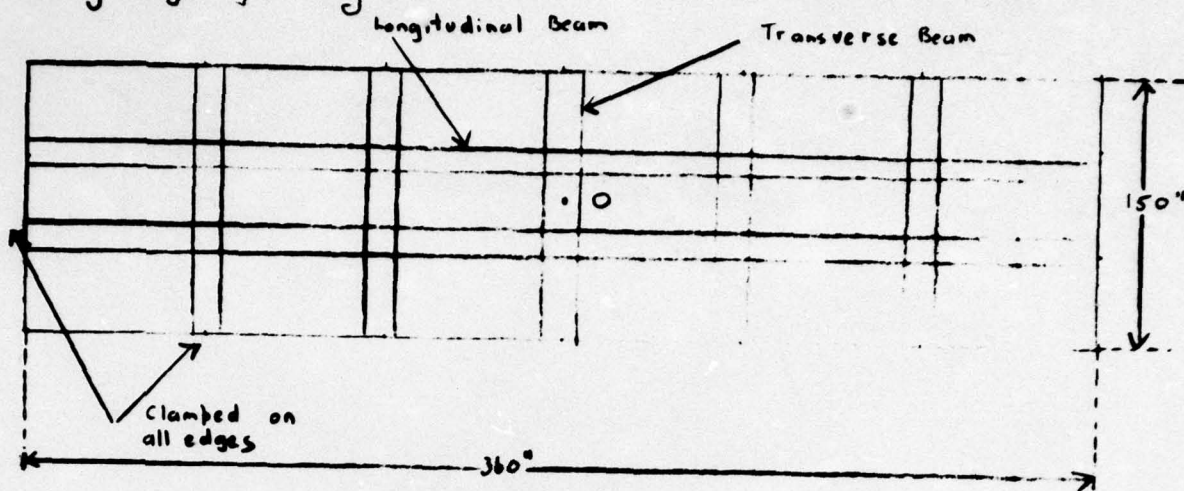 Longitudinal Beam
Transverse Beam
O
150"
Clamped on
all edges
360"